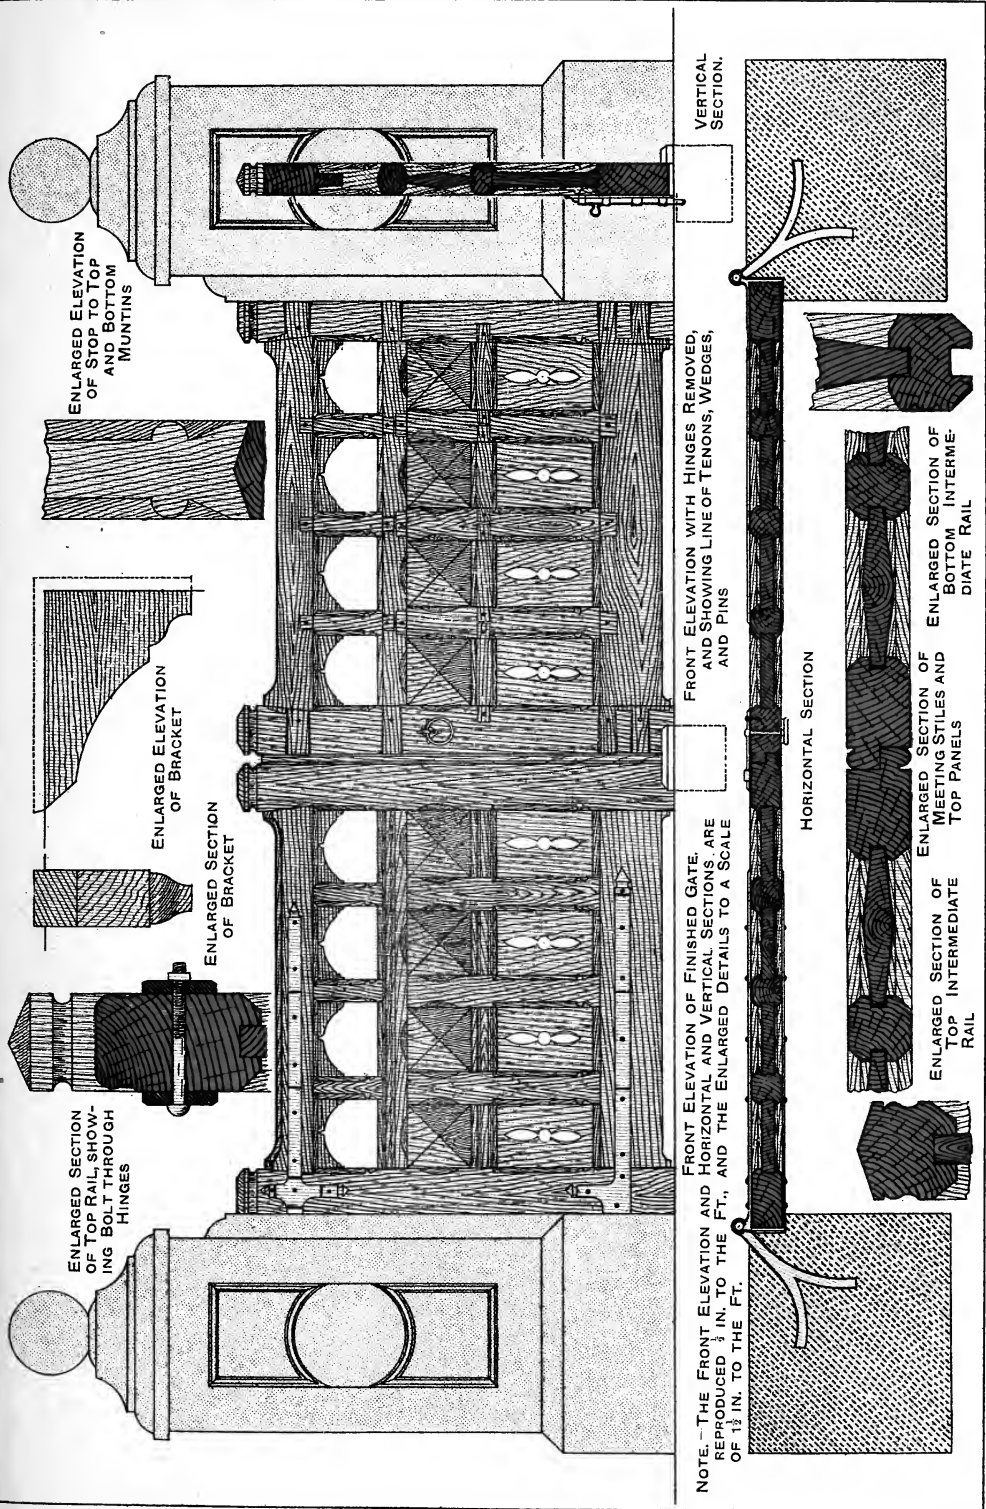 ENLARGED SECTION
OF TOP RAIL, SHOW-
ING BOLT THROUGH
HINGES
ENLARGED SECTION
OF BRACKET
ENLARGED ELEVATION
OF BRACKET
ENLARGED ELEVATION
OF STOP TO TOP
AND BOTTOM
MUNTINS
FRONT ELEVATION OF FINISHED GATE.
NOTE.—THE FRONT ELEVATION AND HORIZONTAL AND VERTICAL SECTIONS ARE
REPRODUCED ½ IN. TO THE FT., AND THE ENLARGED DETAILS TO A SCALE
OF 1½ IN. TO THE FT.
FRONT ELEVATION WITH HINGES REMOVED,
AND SHOWING LINE OF TENONS, WEDGES,
AND PINS
VERTICAL
SECTION.
HORIZONTAL SECTION
ENLARGED SECTION OF
TOP INTERMEDIATE
RAIL
ENLARGED SECTION OF
MEETING STILES AND
TOP PANELS
ENLARGED SECTION OF
BOTTOM INTERME-
DIATE RAIL